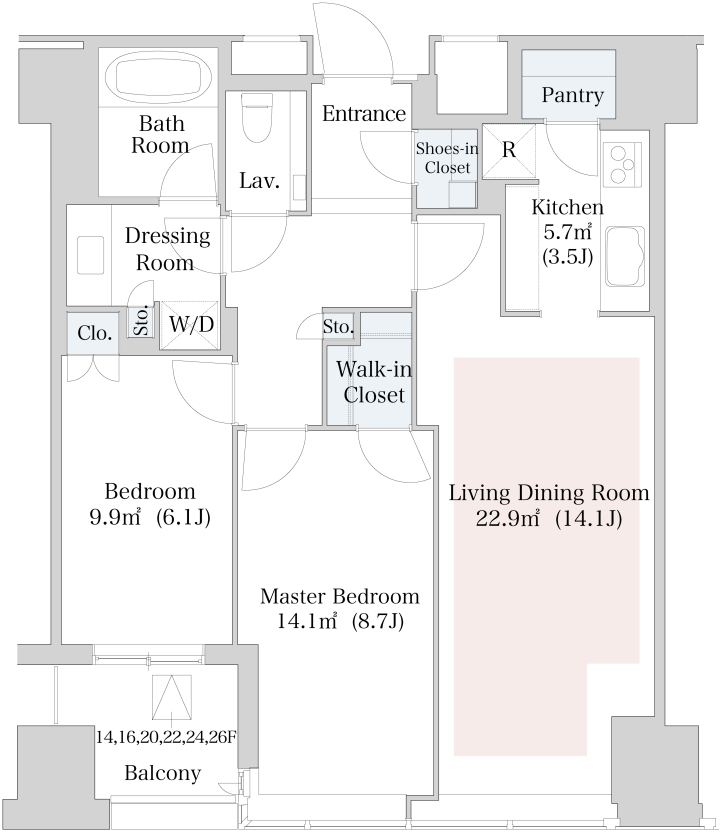 Pantry
Entrance
Bath
Room
Shoes-in
Closet
R
Lav.
Kitchen
5.7㎡
(3.5J)
Dressing
Room
Sto.
W/D
Sto.
Clo.
Walk-in
Closet
Bedroom
9.9㎡ (6.1J)
Living Dining Room
22.9㎡ (14.1J)
Master Bedroom
14.1㎡ (8.7J)
14,16,20,22,24,26F
Balcony